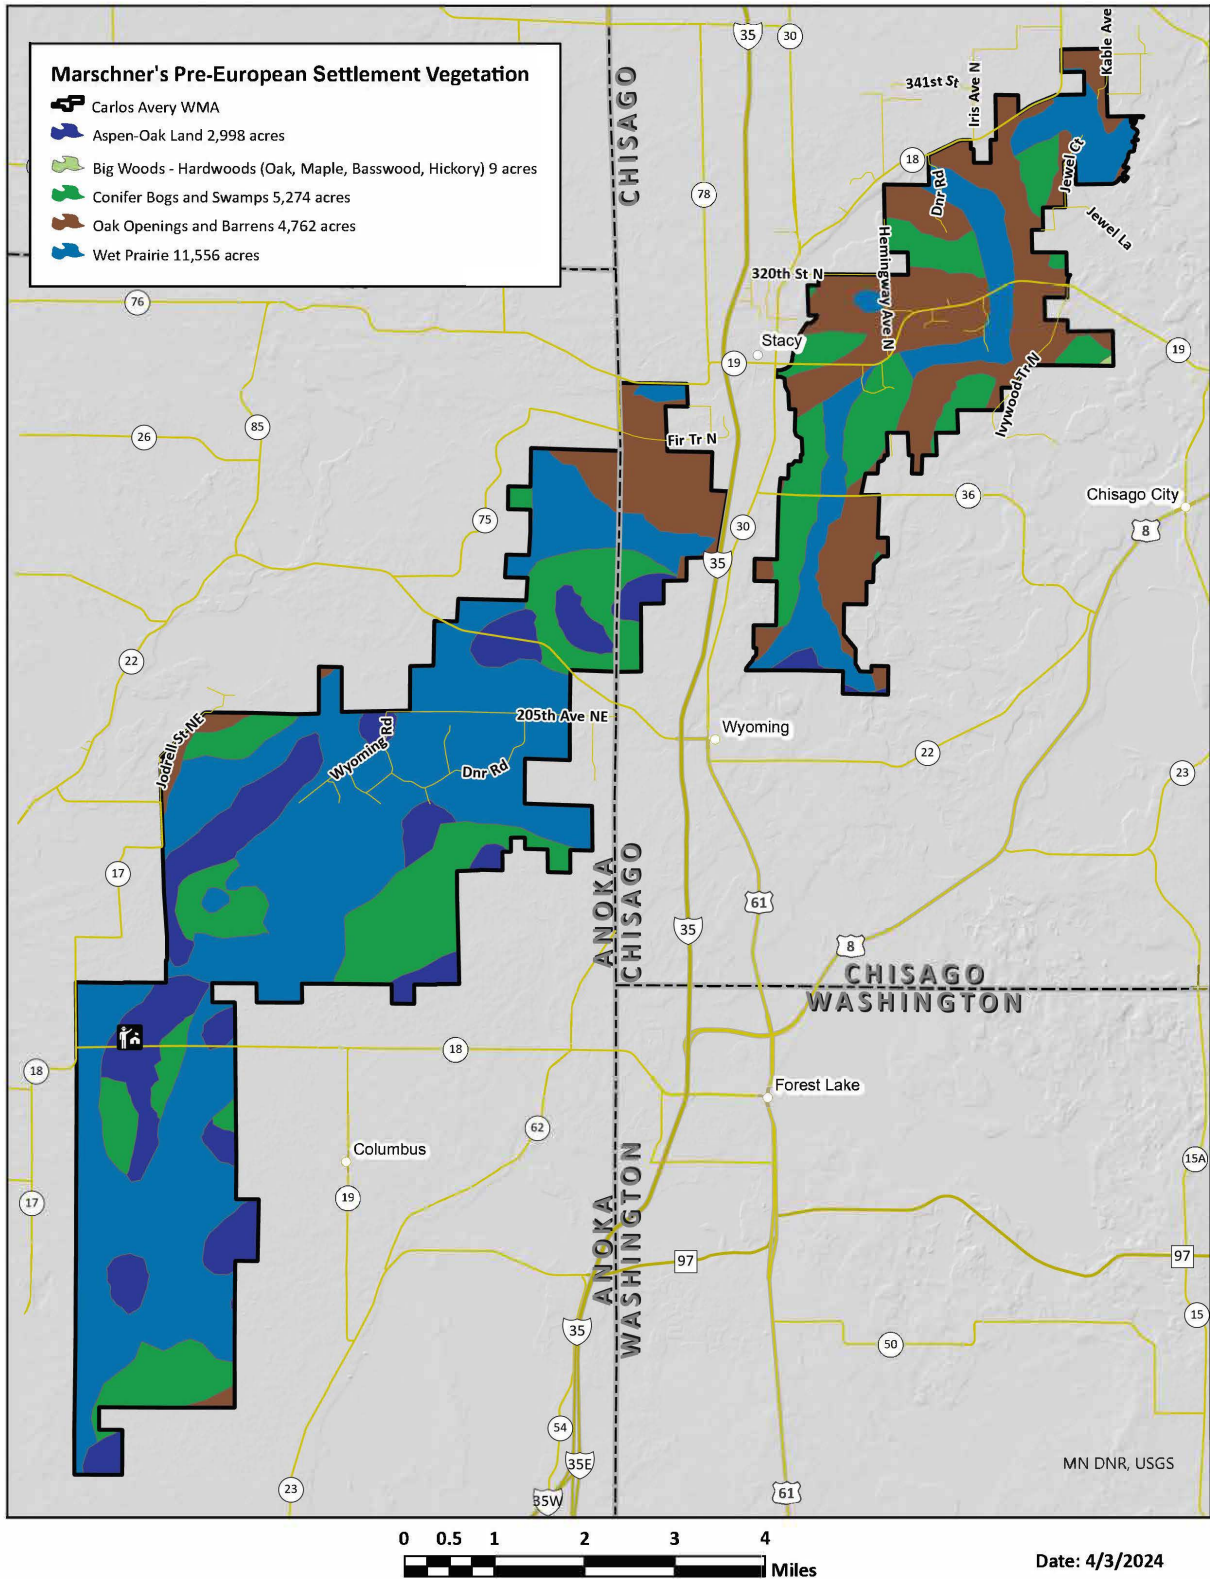 Marschner's Pre-European Settlement Vegetation
Carlos Avery WMA
Aspen-Oak Land 2,998 acres
Big Woods - Hardwoods (Oak, Maple, Basswood, Hickory) 9 acres
Conifer Bogs and Swamps 5,274 acres
Oak Openings and Barrens 4,762 acres
Wet Prairie 11,556 acres
CHISAGO
35
30
78
341st St
Iris Ave N
Kable Ave
18
Dnr Rd
Jewel Ct
Jewel La
Hemingway Ave N
320th St N
76
Stacy
19
19
Ivywood Tr N
85
26
Fir Tr N
36
Chisago City
8
75
30
35
22
205th Ave NE
Wyoming
Jodrell St NE
Wyoming Rd
Dnr Rd
22
23
17
ANOKA
CHISAGO
61
35
8
CHISAGO
WASHINGTON
18
18
Forest Lake
62
Columbus
15A
19
17
ANOKA
WASHINGTON
97
97
15
35
50
54
35E
23
35W
61
MN DNR, USGS
0 0.5 1 2 3 4
Miles
Date: 4/3/2024